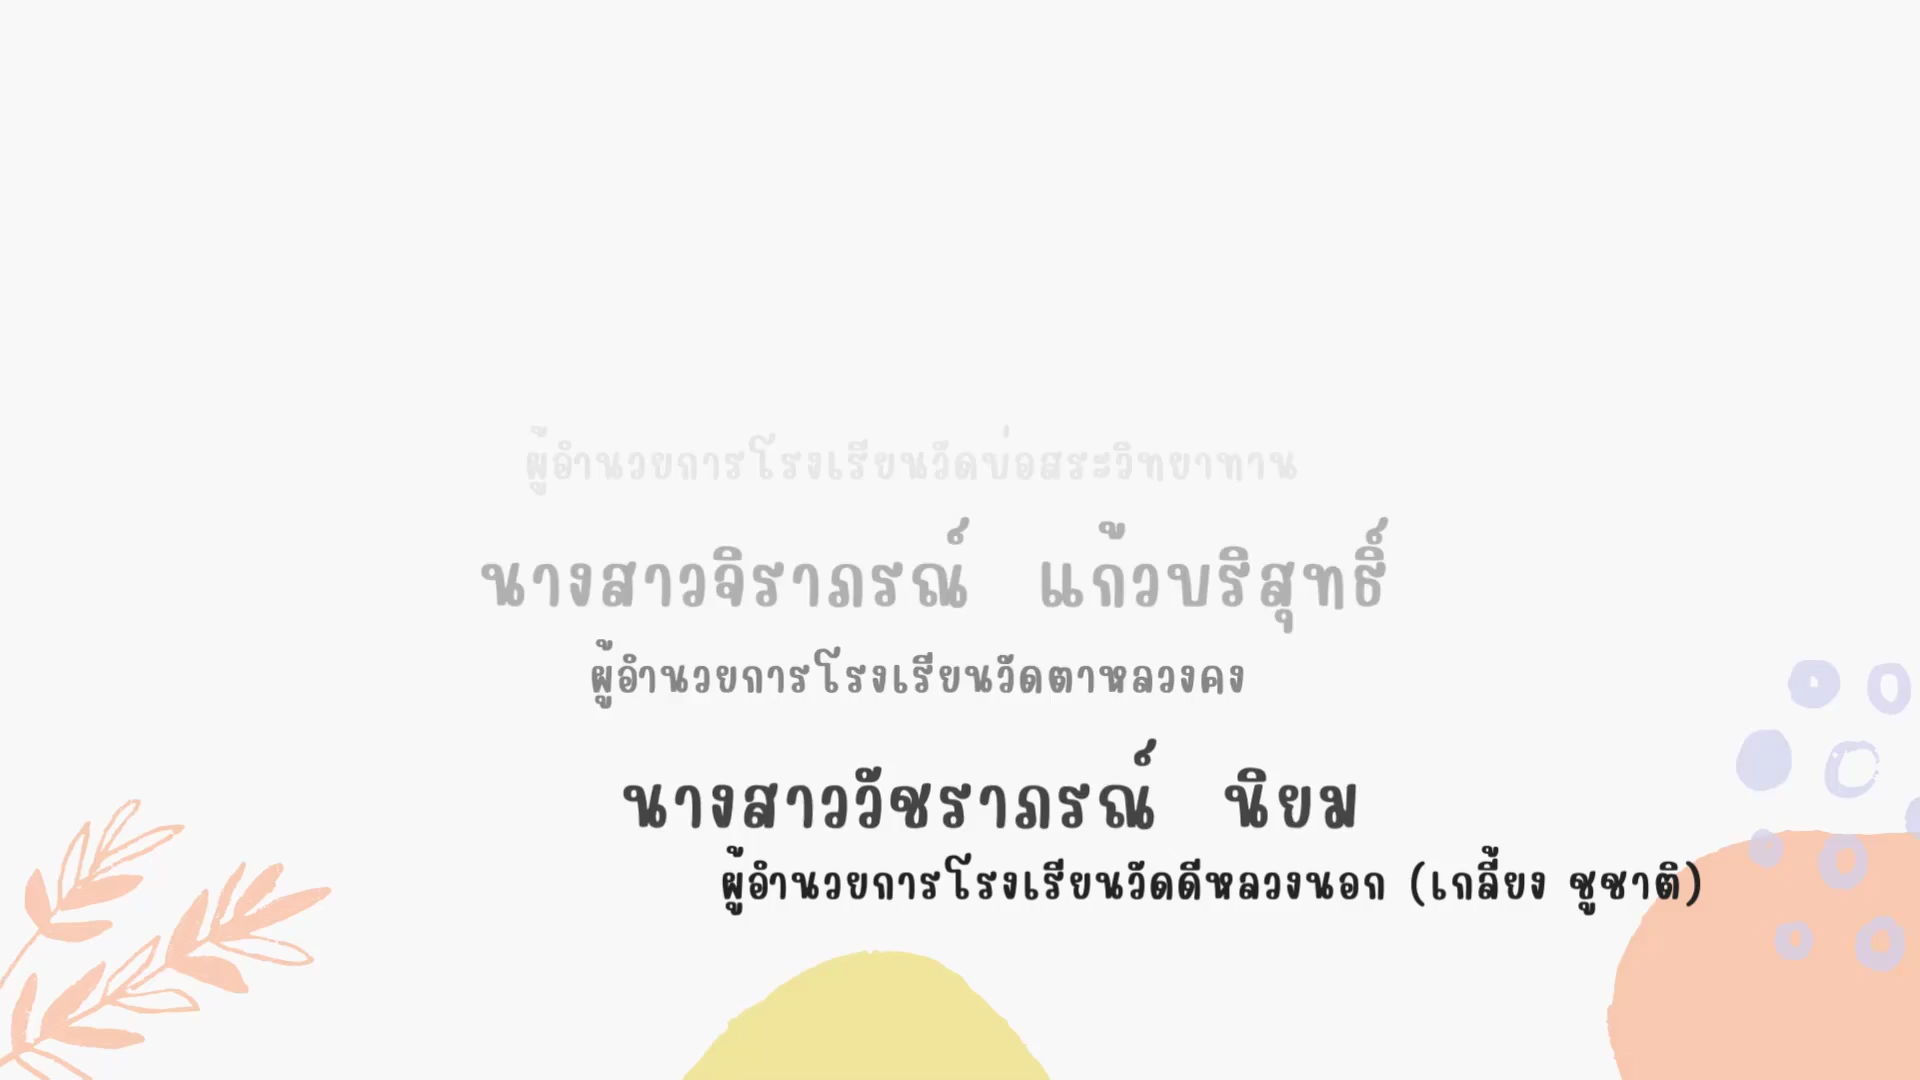 ผู้อำนวยการโรงเรียนวัดบ่อสระวิทยาทาน
นางสาวจิราภรณ์ แก้วบริสุทธิ์
ผู้อำนวยการโรงเรียนวัดตาหลวงคง
นางสาววัชราภรณ์ นิยม
ผู้อำนวยการโรงเรียนวัดดีหลวงนอก (เกลี้ยง ชูชาติ)